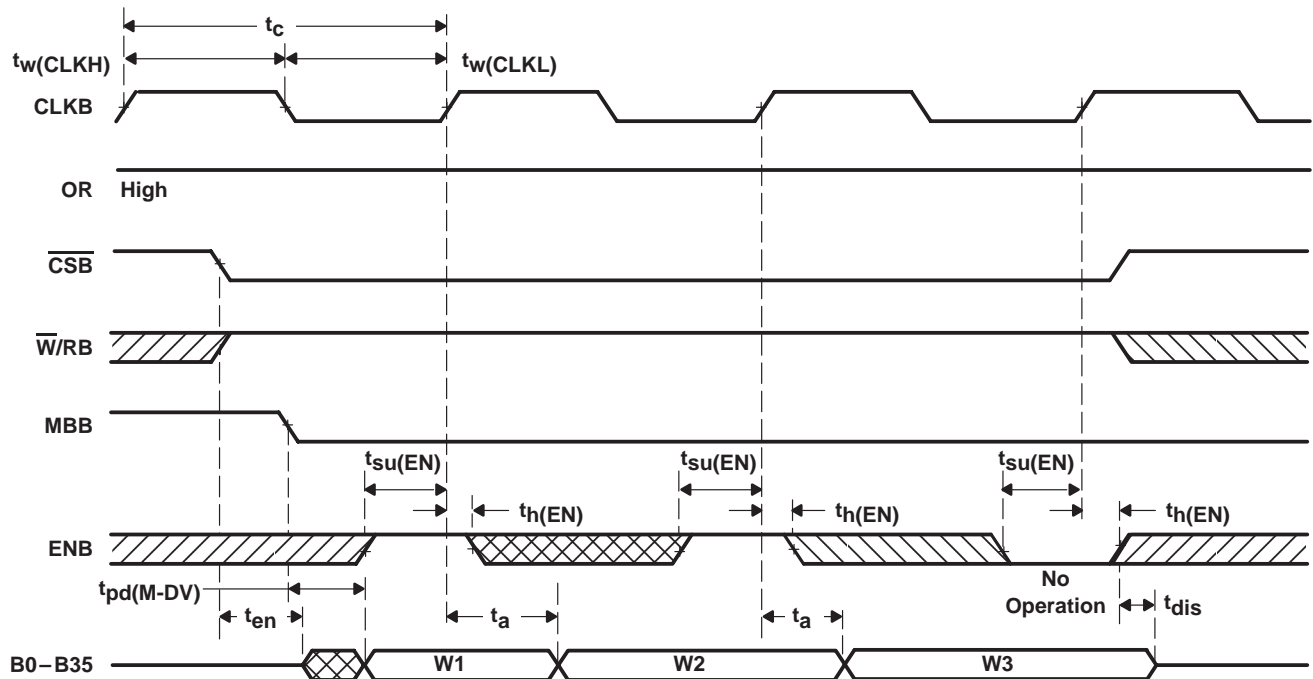 tc
tw(CLKH)
tw(CLKL)
CLKB
OR
High
CSB
W/RB
MBB
tsu(EN)
tsu(EN)
tsu(EN)
th(EN)
th(EN)
th(EN)
ENB
tpd(M-DV)
No
Operation
ten
ta
ta
tdis
B0–B35
W1
W2
W3